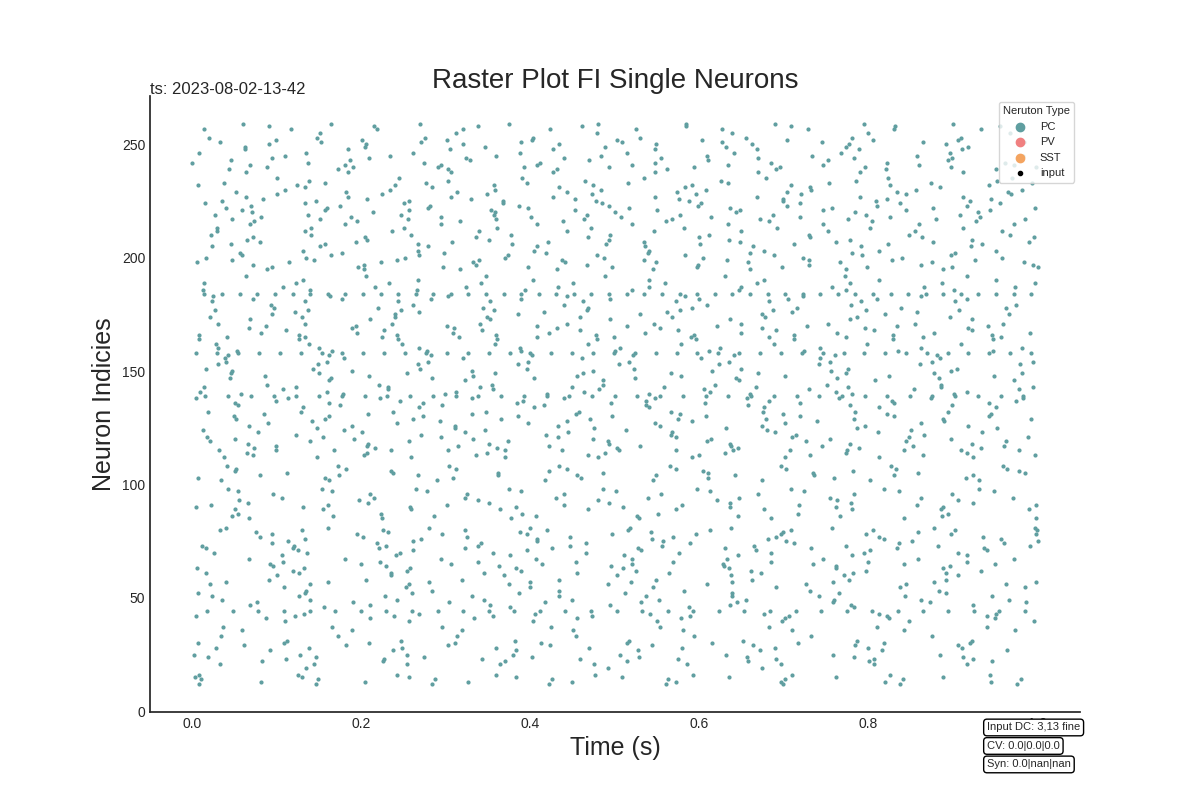 Raster Plot FI Single Neurons
ts: 2023-08-02-13-42
Neruton Type
PC
PV
SST
input
Neuron Indicies
250
200
150
100
50
0
0.0 0.2 0.4 0.6 0.8
Time (s)
Input DC: 3,13 fine
CV: 0.0|0.0|0.0
Syn: 0.0|nan|nan